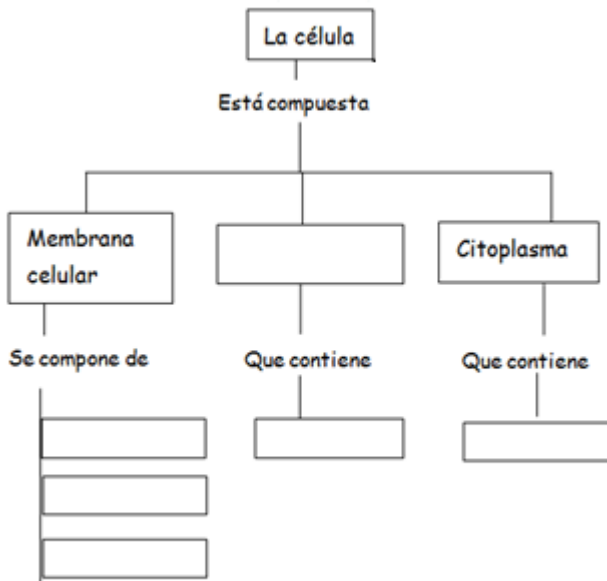 La célula
Está compuesta
Membrana
celular
Citoplasma
Se compone de
Que contiene
Que contiene